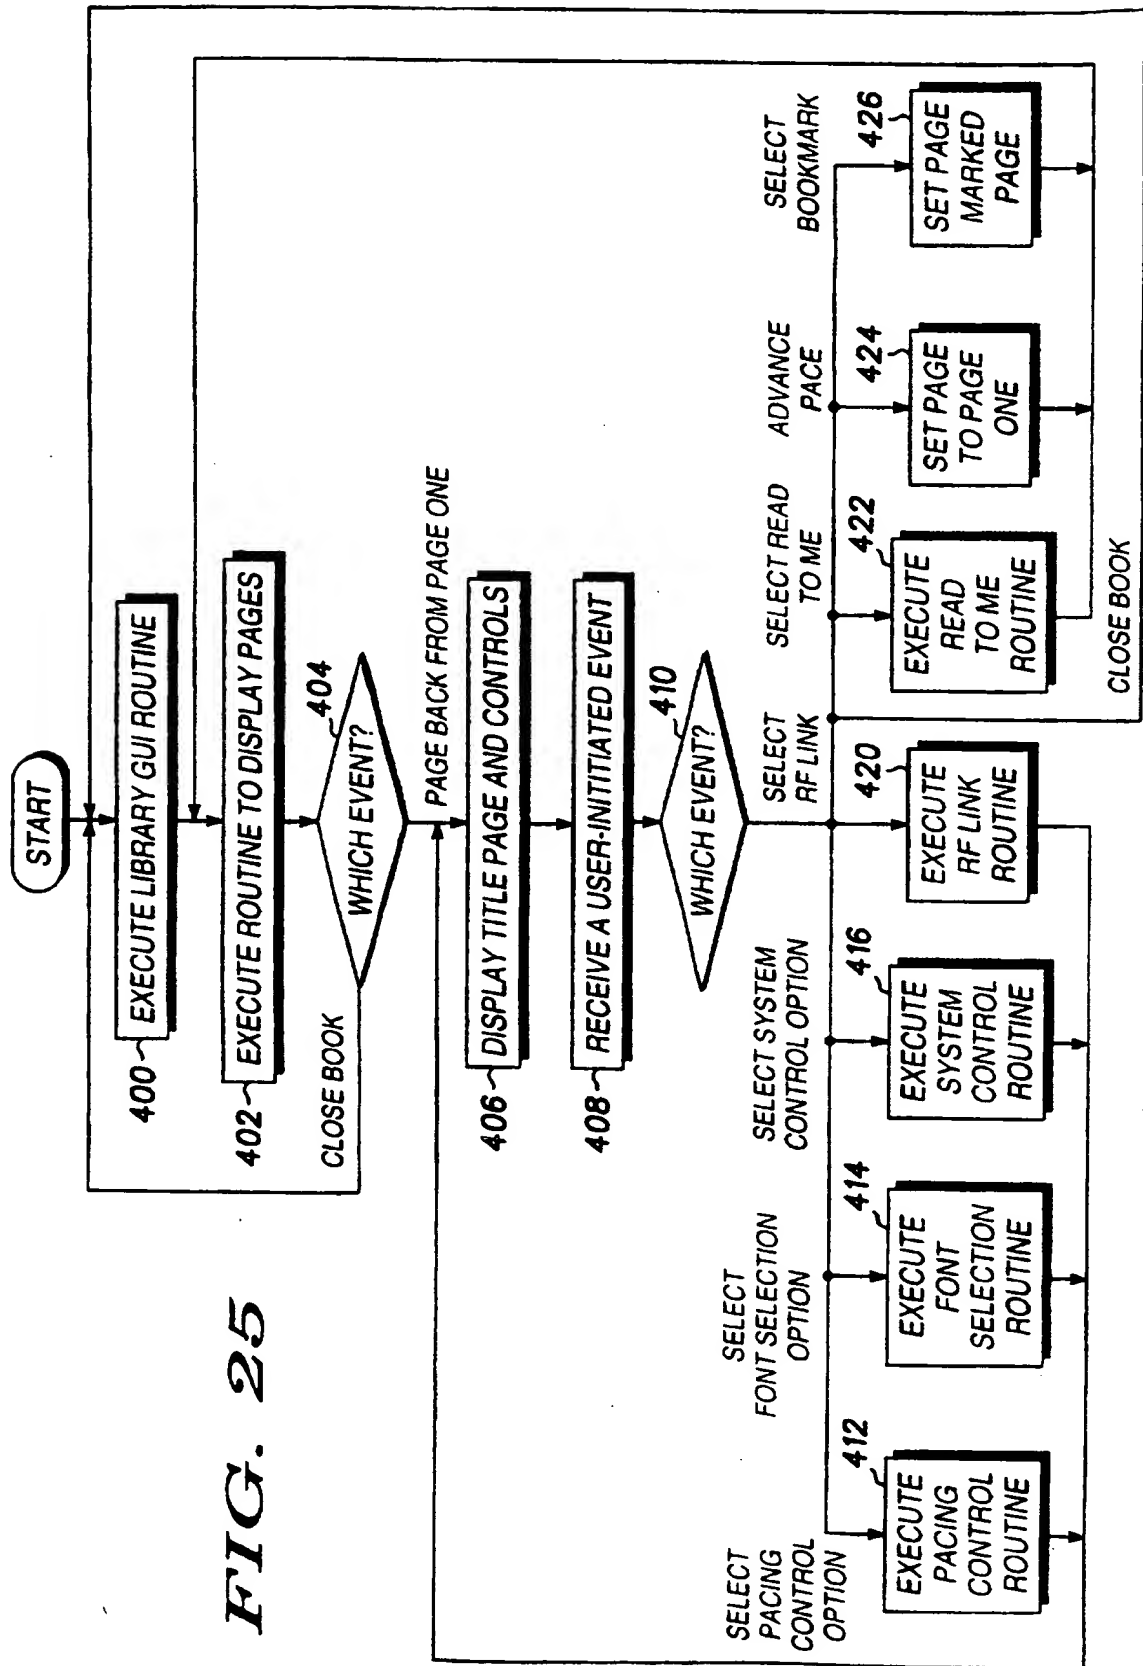 START
EXECUTE LIBRARY GUI ROUTINE
400
EXECUTE ROUTINE TO DISPLAY PAGES
402
WHICH EVENT?
404
CLOSE BOOK
PAGE BACK FROM PAGE ONE
DISPLAY TITLE PAGE AND CONTROLS
406
RECEIVE A USER-INITITIATED EVENT
408
WHICH EVENT?
410
SELECT
PACING
CONTROL
OPTION
412
EXECUTE
PACING
CONTROL
ROUTINE
SELECT
FONT SELECTION
OPTION
414
EXECUTE
FONT
SELECTION
ROUTINE
SELECT SYSTEM
CONTROL OPTION
416
EXECUTE
SYSTEM
CONTROL
ROUTINE
SELECT
RF LINK
420
EXECUTE
RF LINK
ROUTINE
SELECT READ
TO ME
422
EXECUTE
READ
TO ME
ROUTINE
ADVANCE
PACE
424
SET PAGE
TO PAGE
ONE
SELECT
BOOKMARK
426
SET PAGE
MARKED
PAGE
CLOSE BOOK
FIG. 25